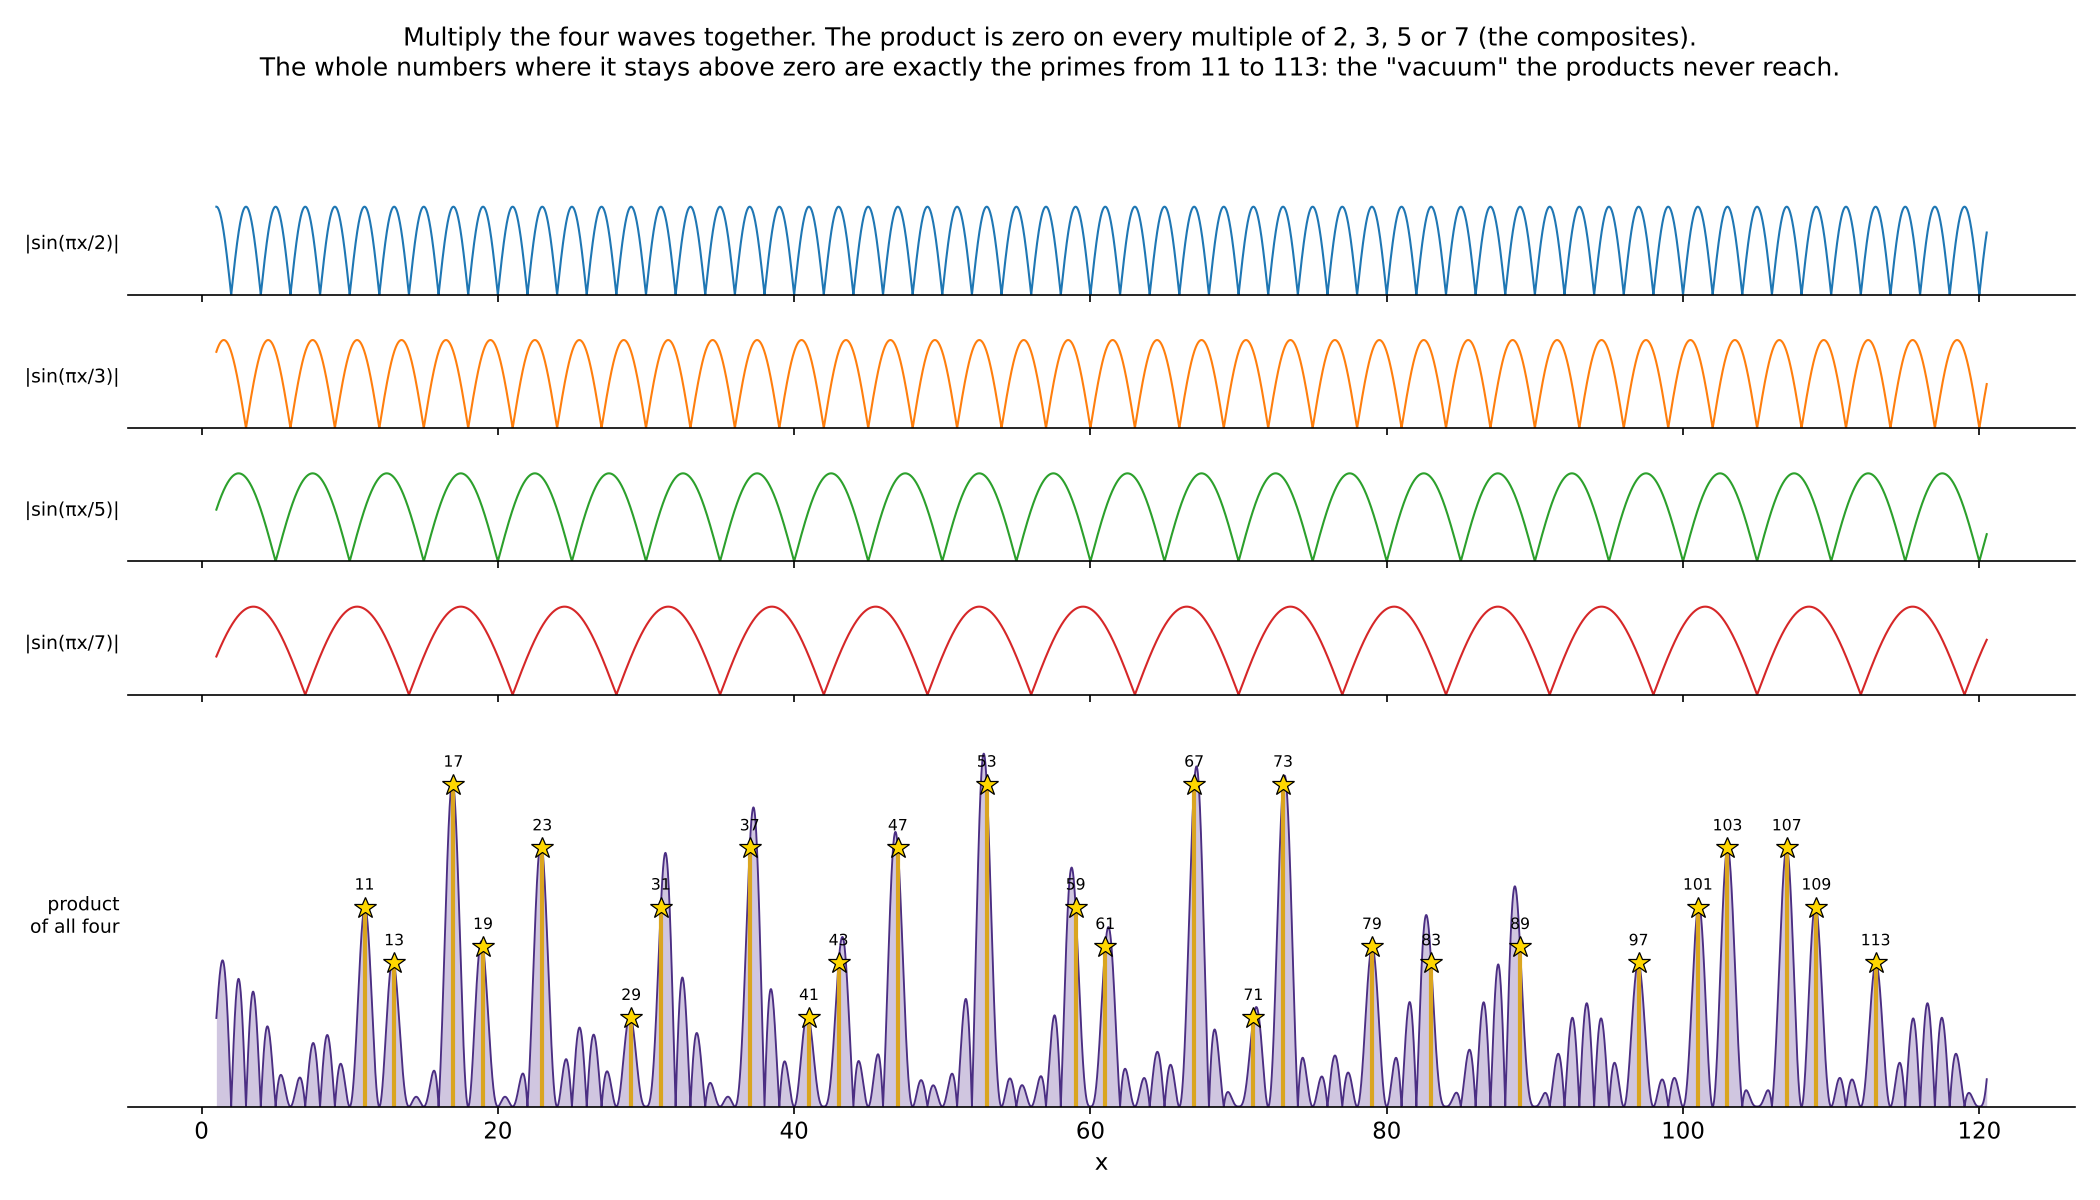 Multiply the four waves together. The product is zero on every multiple of 2, 3, 5 or 7 (the composites).
The whole numbers where it stays above zero are exactly the primes from 11 to 113: the "vacuum" the products never reach.
|sin(πx/2)|
|sin(πx/3)|
|sin(πx/5)|
|sin(πx/7)|
17 53 67 73
23 37 47 103 107
11 31 59 101 109
19 61 79 89
13 43 83 97 113
29 41 71
product
of all four
0 20 40 60 80 100 120
x